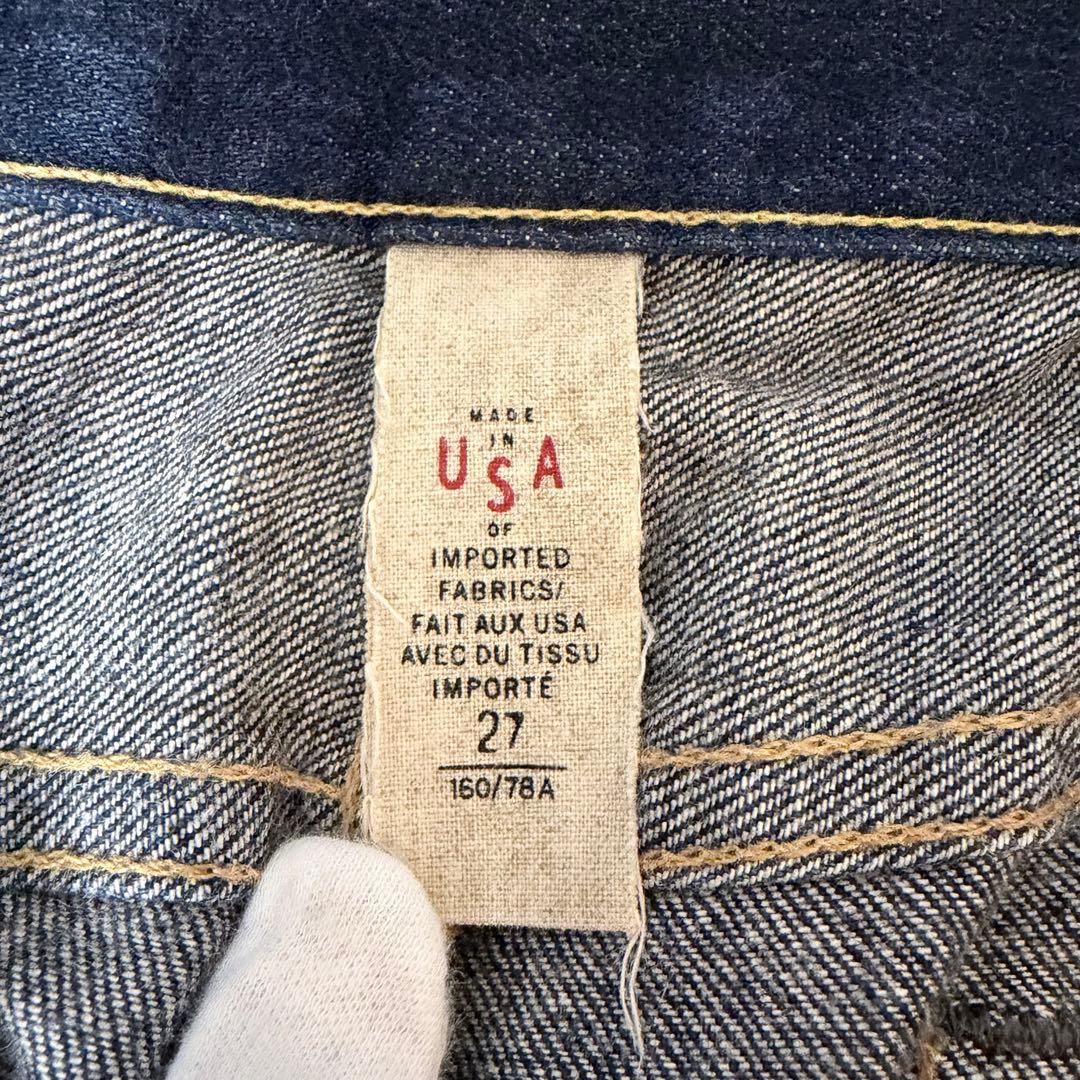 MADE
IN
USA
OF
IMPORTED
FABRICS/
FAIT AUX USA
AVEC DU TISSU
IMPORTÉ
27
160/78A